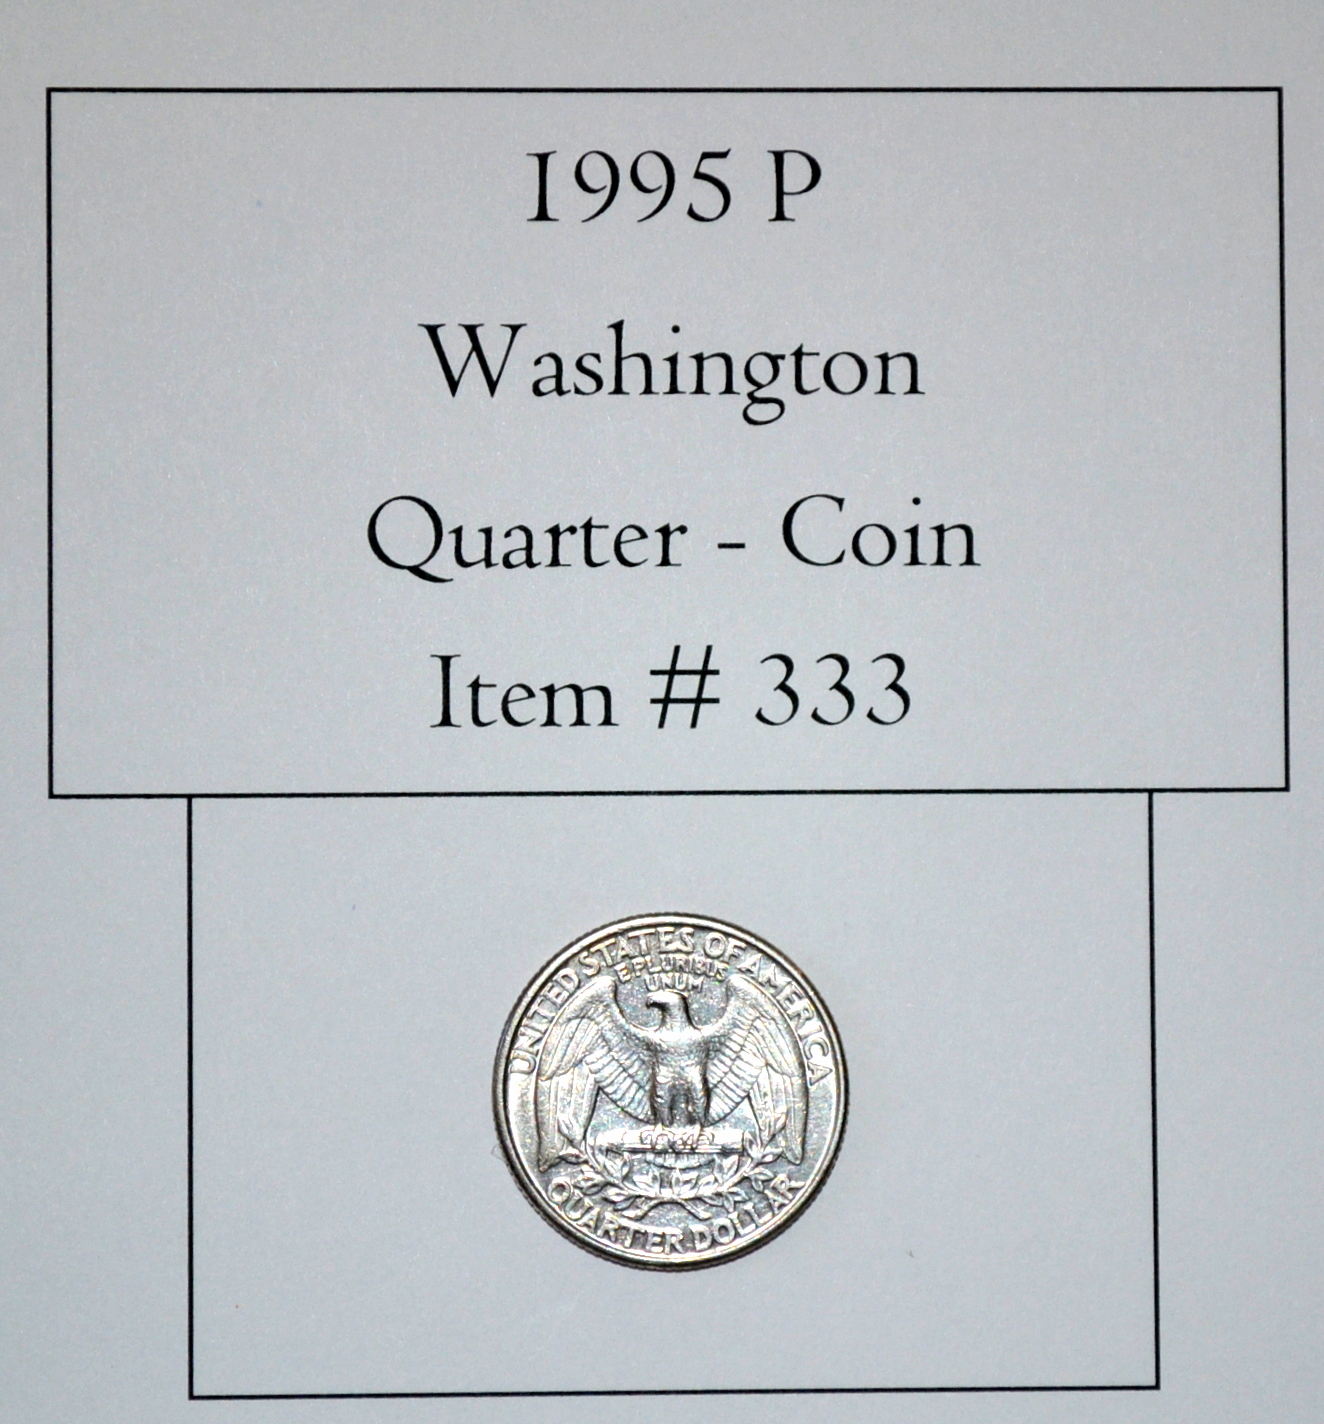 1995 P
Washington
Quarter - Coin
Item # 333
UNITED STATES OF AMERICA
E PLURIBUS
UNUM
QUARTER DOLLAR